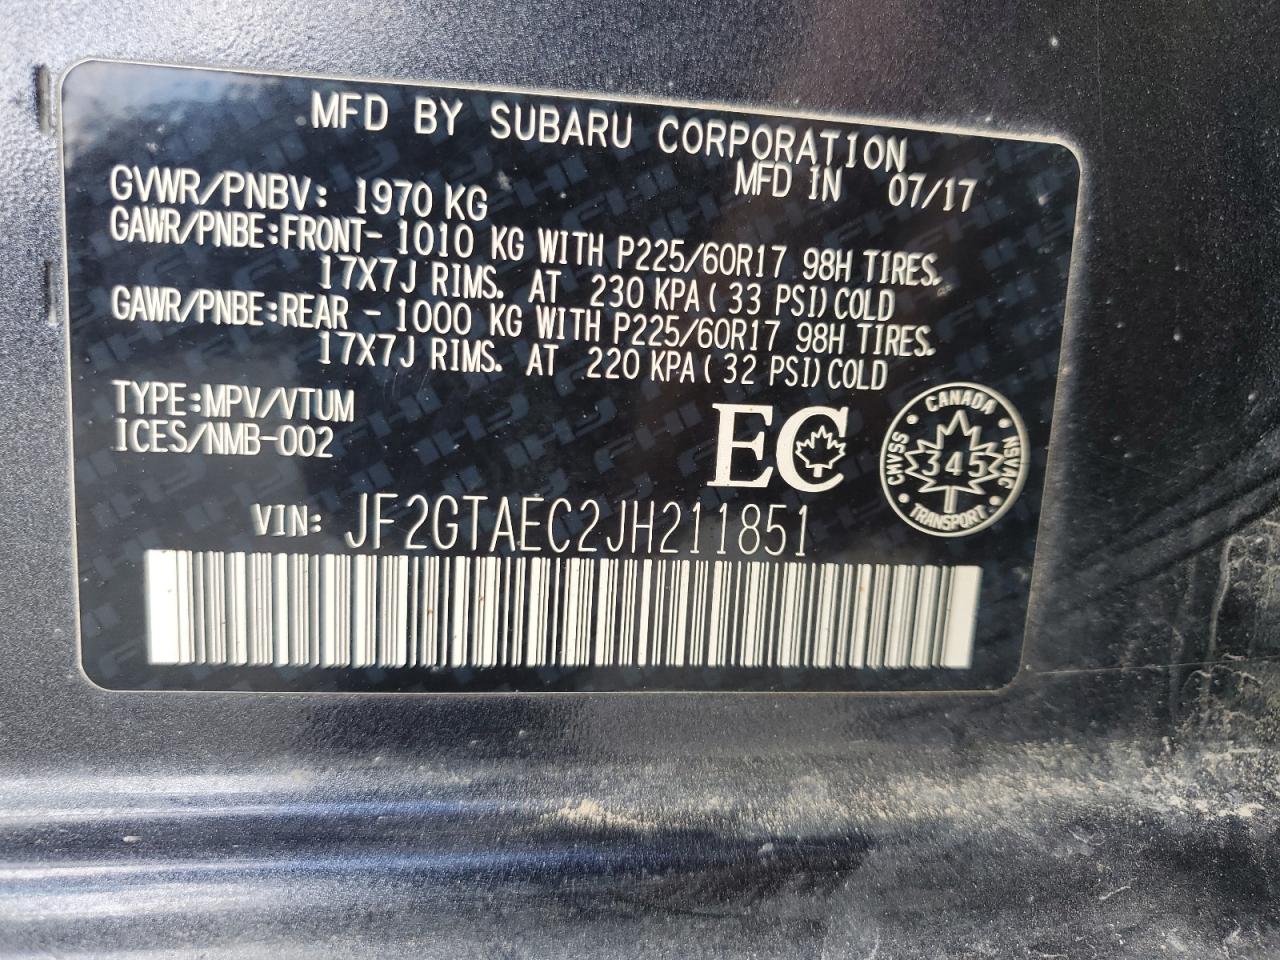 MFD BY SUBARU CORPORATION
MFD IN 07/17
GVWR/PNBV: 1970 KG
GAWR/PNBE:FRONT- 1010 KG WITH P225/60R17 98H TIRES.
17X7J RIMS. AT 230 KPA( 33 PSI)COLD
GAWR/PNBE:REAR - 1000 KG WITH P225/60R17 98H TIRES.
17X7J RIMS. AT 220 KPA( 32 PSI)COLD
TYPE:MPV/VTUM
ICES/NMB-002
EC
CANADA
CMVSS
345
NSVAC
TRANSPORT
VIN: JF2GTAEC2JH211851